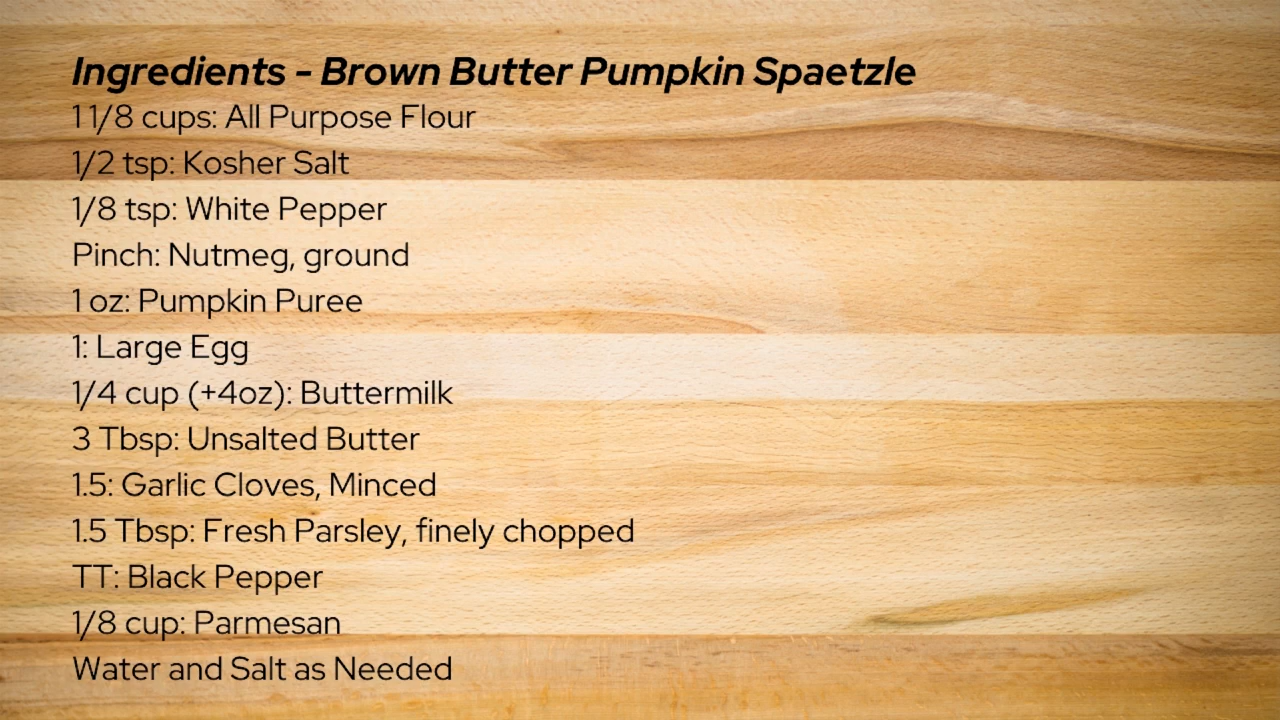 Ingredients - Brown Butter Pumpkin Spaetzle
1 1/8 cups: All Purpose Flour
1/2 tsp: Kosher Salt
1/8 tsp: White Pepper
Pinch: Nutmeg, ground
1 oz: Pumpkin Puree
1: Large Egg
1/4 cup (+4oz): Buttermilk
3 Tbsp: Unsalted Butter
1.5: Garlic Cloves, Minced
1.5 Tbsp: Fresh Parsley, finely chopped
TT: Black Pepper
1/8 cup: Parmesan
Water and Salt as Needed